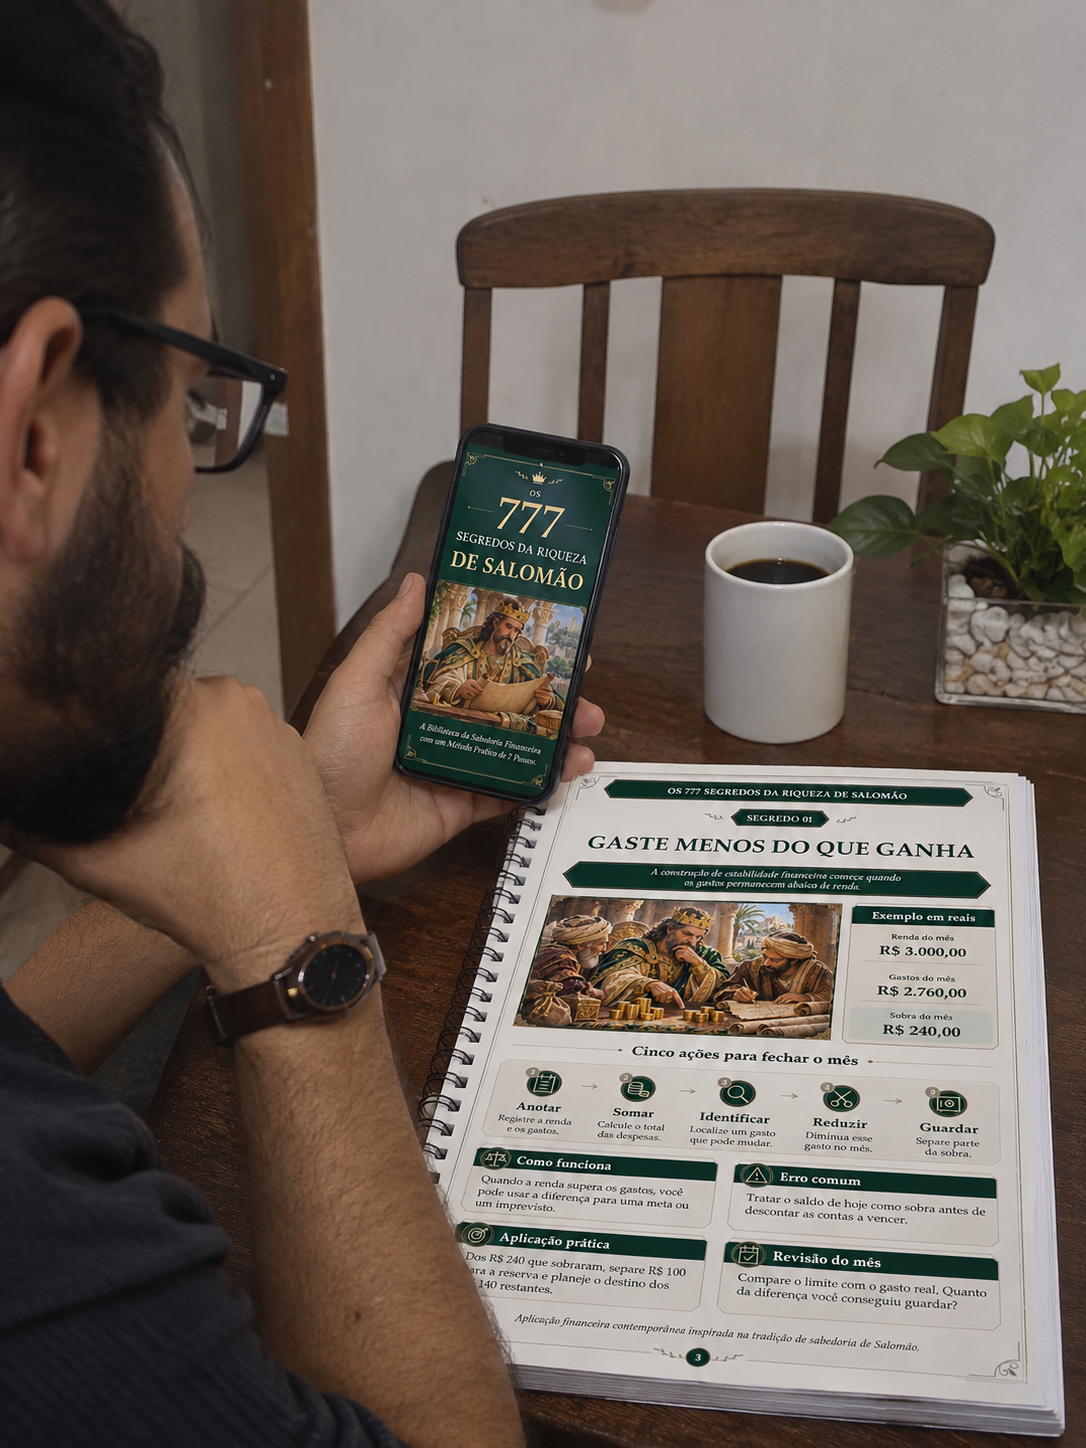 OS
777
SEGREDOS DA RIQUEZA
DE SALOMÃO
A Biblioteca da Sabedoria Financeira
com um Método Prático de 7 Passos.
OS 777 SEGREDOS DA RIQUEZA DE SALOMÃO
SEGREDO 01
GASTE MENOS DO QUE GANHA
A construção de estabilidade financeira começa quando
os gastos permanecem abaixo da renda.
Exemplo em reais
Renda do mês
R$ 3.000,00
Gastos do mês
R$ 2.760,00
Sobra do mês
R$ 240,00
Cinco ações para fechar o mês
1
Anotar
Registre a renda
e os gastos.
2
Somar
Calcule o total
das despesas.
3
Identificar
Localize um gasto
que pode mudar.
4
Reduzir
Diminua esse
gasto no mês.
5
Guardar
Separe parte
da sobra.
Como funciona
Quando a renda supera os gastos, você
pode usar a diferença para uma meta ou
um imprevisto.
Erro comum
Tratar o saldo de hoje como sobra antes de
descontar as contas a vencer.
Aplicação prática
Dos R$ 240 que sobraram, separe R$ 100
ara a reserva e planeje o destino dos
140 restantes.
Revisão do mês
Compare o limite com o gasto real, Quanto
da diferença você conseguiu guardar?
Aplicação financeira contemporânea inspirada na tradição de sabedoria de Salomão.
3